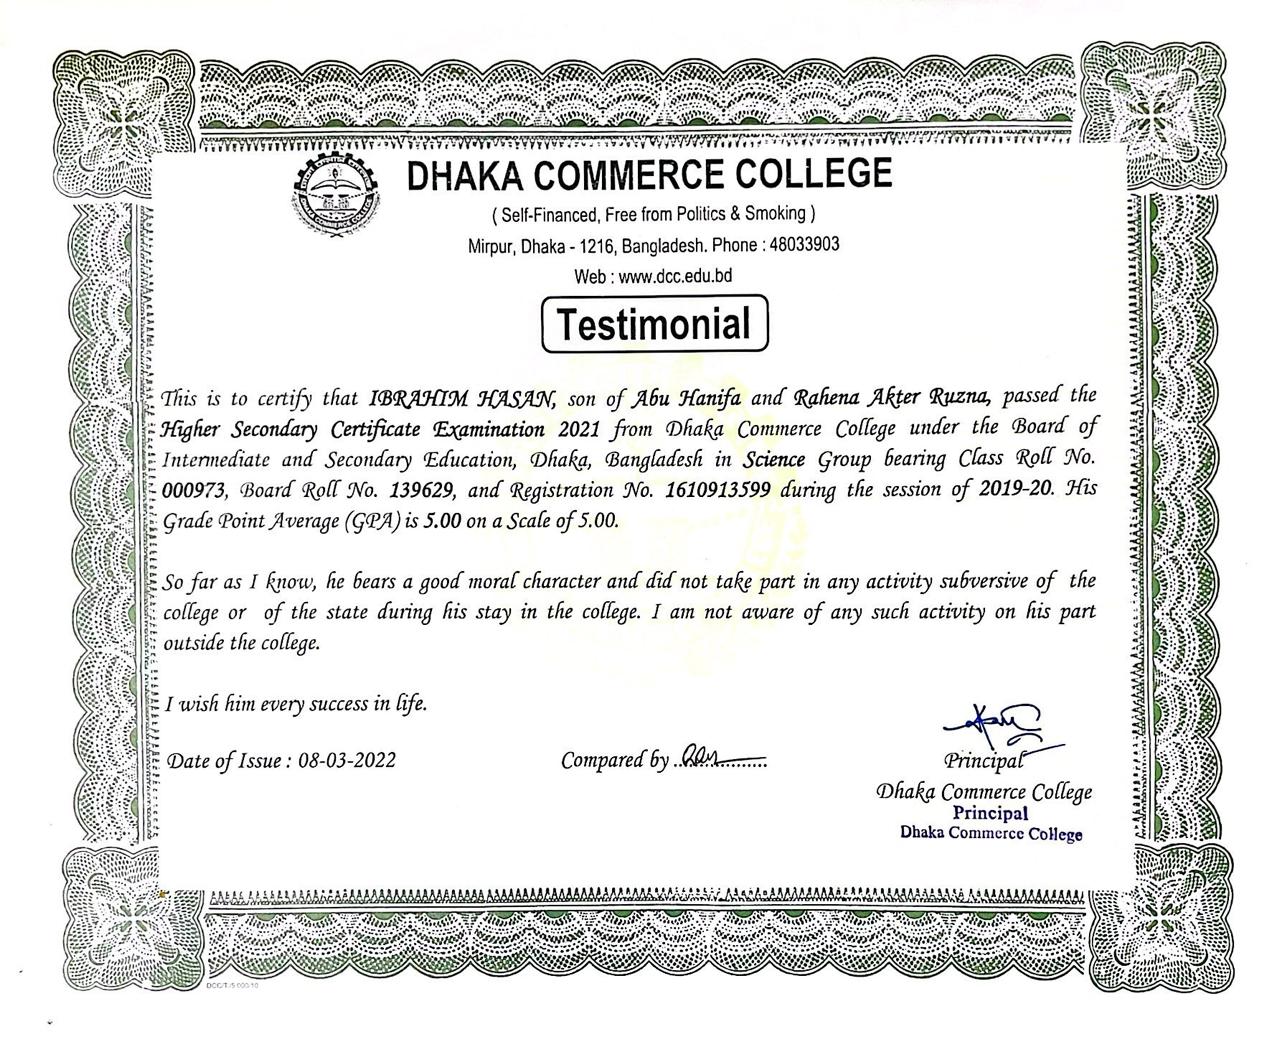 DHAKA COMMERCE COLLEGE
( Self-Financed, Free from Politics & Smoking )
Mirpur, Dhaka - 1216, Bangladesh. Phone : 48033903
Web : www.dcc.edu.bd
Testimonial
This is to certify that IBRAHIM HASAN, son of Abu Hanifa and Rahena Akter Ruzna, passed the
Higher Secondary Certificate Examination 2021 from Dhaka Commerce College under the Board of
Intermediate and Secondary Education, Dhaka, Bangladesh in Science Group bearing Class Roll No.
000973, Board Roll No. 139629, and Registration No. 1610913599 during the session of 2019-20. His
Grade Point Average (GPA) is 5.00 on a Scale of 5.00.
So far as I know, he bears a good moral character and did not take part in any activity subversive of the
college or of the state during his stay in the college. I am not aware of any such activity on his part
outside the college.
I wish him every success in life.
Date of Issue : 08-03-2022
Compared by ..............
Principal
Dhaka Commerce College
Principal
Dhaka Commerce College